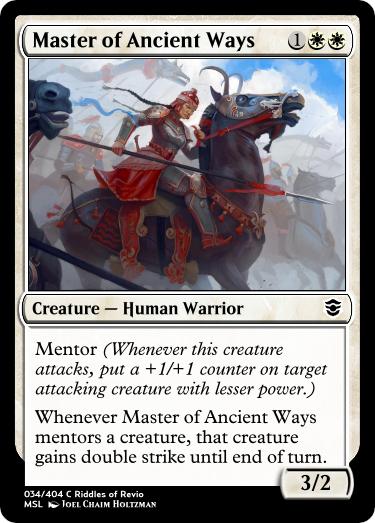 Master of Ancient Ways 1
Creature — Human Warrior
Mentor (Whenever this creature
attacks, put a +1/+1 counter on target
attacking creature with lesser power.)
Whenever Master of Ancient Ways
mentors a creature, that creature
gains double strike until end of turn.
3/2
034/404 C Riddles of Revio
MSL Joel Chaim Holtzman